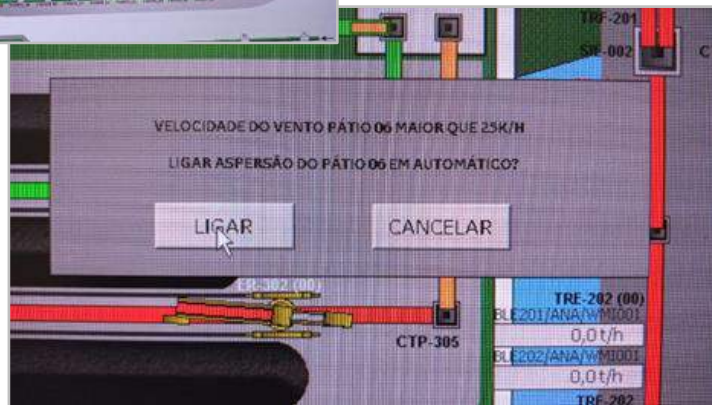 TRF-201
SIF-002
C
VELOCIDADE DO VENTO PÁTIO 06 MAIOR QUE 25K/H
LIGAR ASPERSÃO DO PÁTIO 06 EM AUTOMÁTICO?
LIGAR
CANCELAR
ER-302 (00)
TRE-202 (00)
BLE201/ANA/WMI001
CTP-305
0,0 t/h
BLE202/ANA/WMI001
0,0 t/h
TRF-202